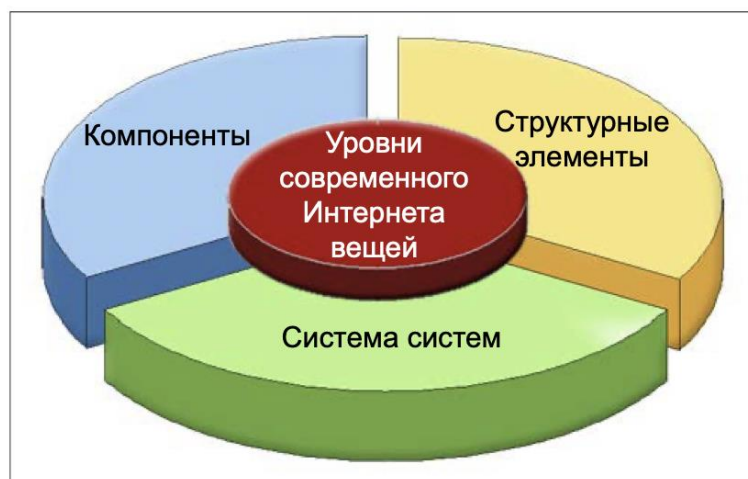 Компоненты
Структурные
элементы
Уровни
современного
Интернета
вещей
Система систем